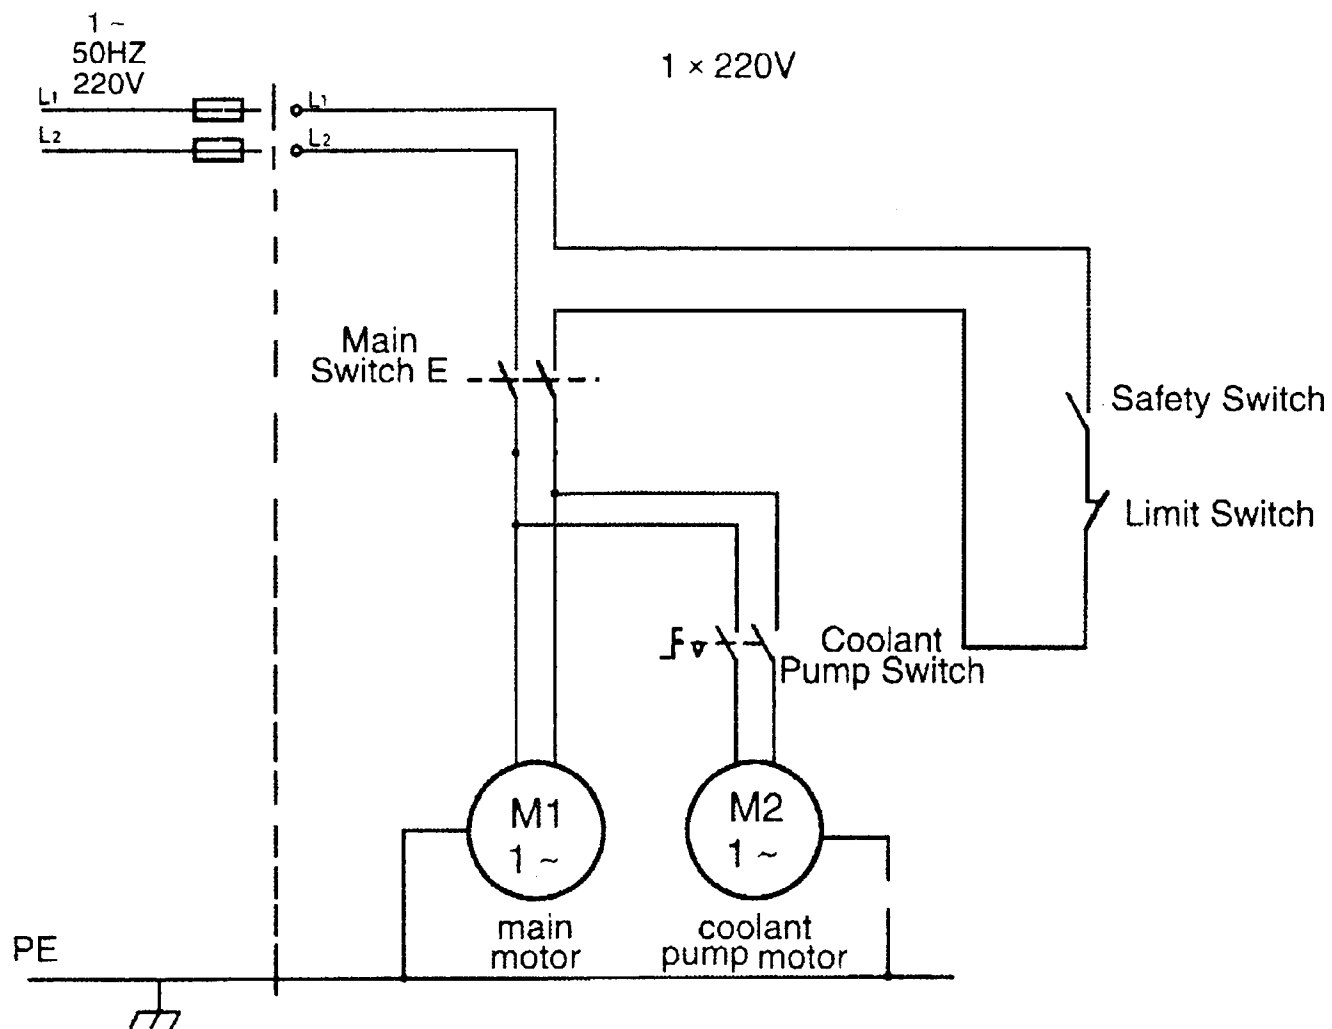 1 ~
50HZ
220V
1 × 220V
L1
L1
L2
L2
Main
Switch E
Safety Switch
Limit Switch
Coolant
Pump Switch
M1
1 ~
M2
1 ~
main
motor
coolant
pump motor
PE